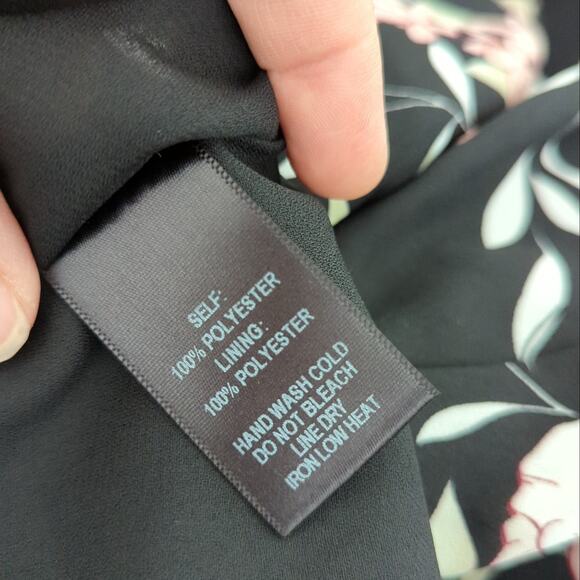 SELF:
100% POLYESTER
LINING:
100% POLYESTER
HAND WASH COLD
DO NOT BLEACH
LINE DRY
IRON LOW HEAT